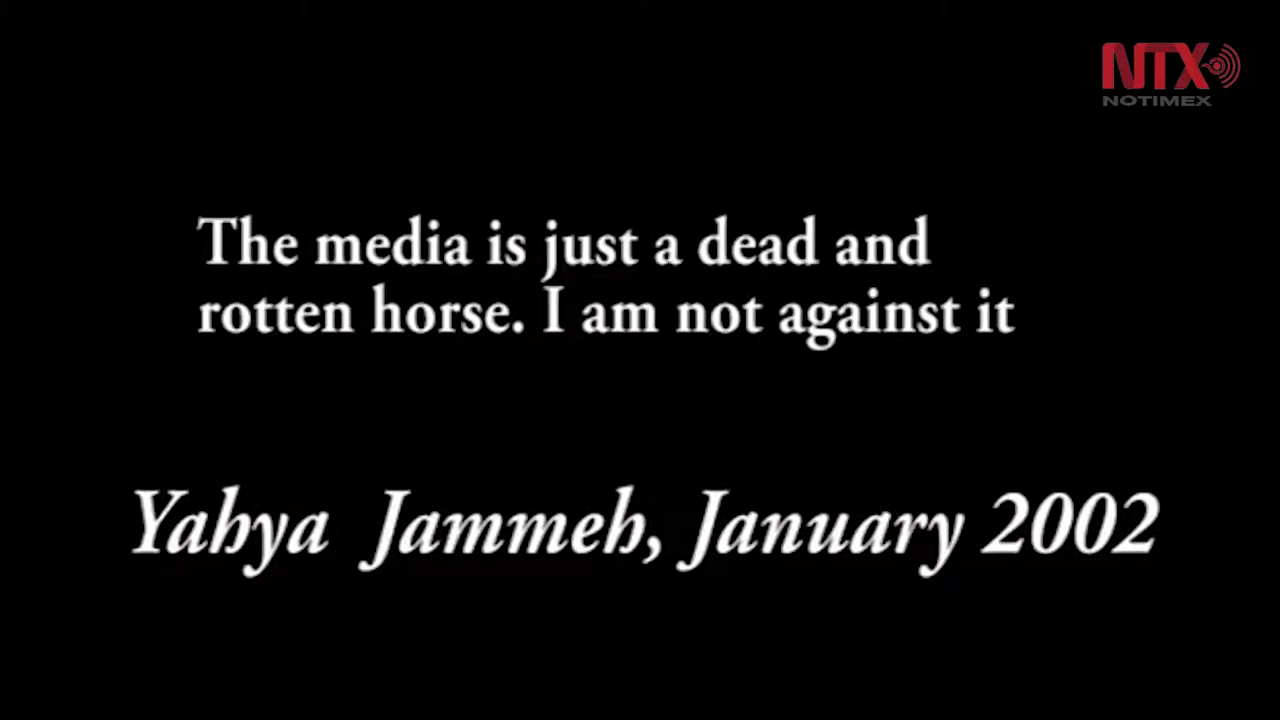 NTX
NOTIMEX
The media is just a dead and
rotten horse. I am not against it
Yahya Jammeh, January 2002